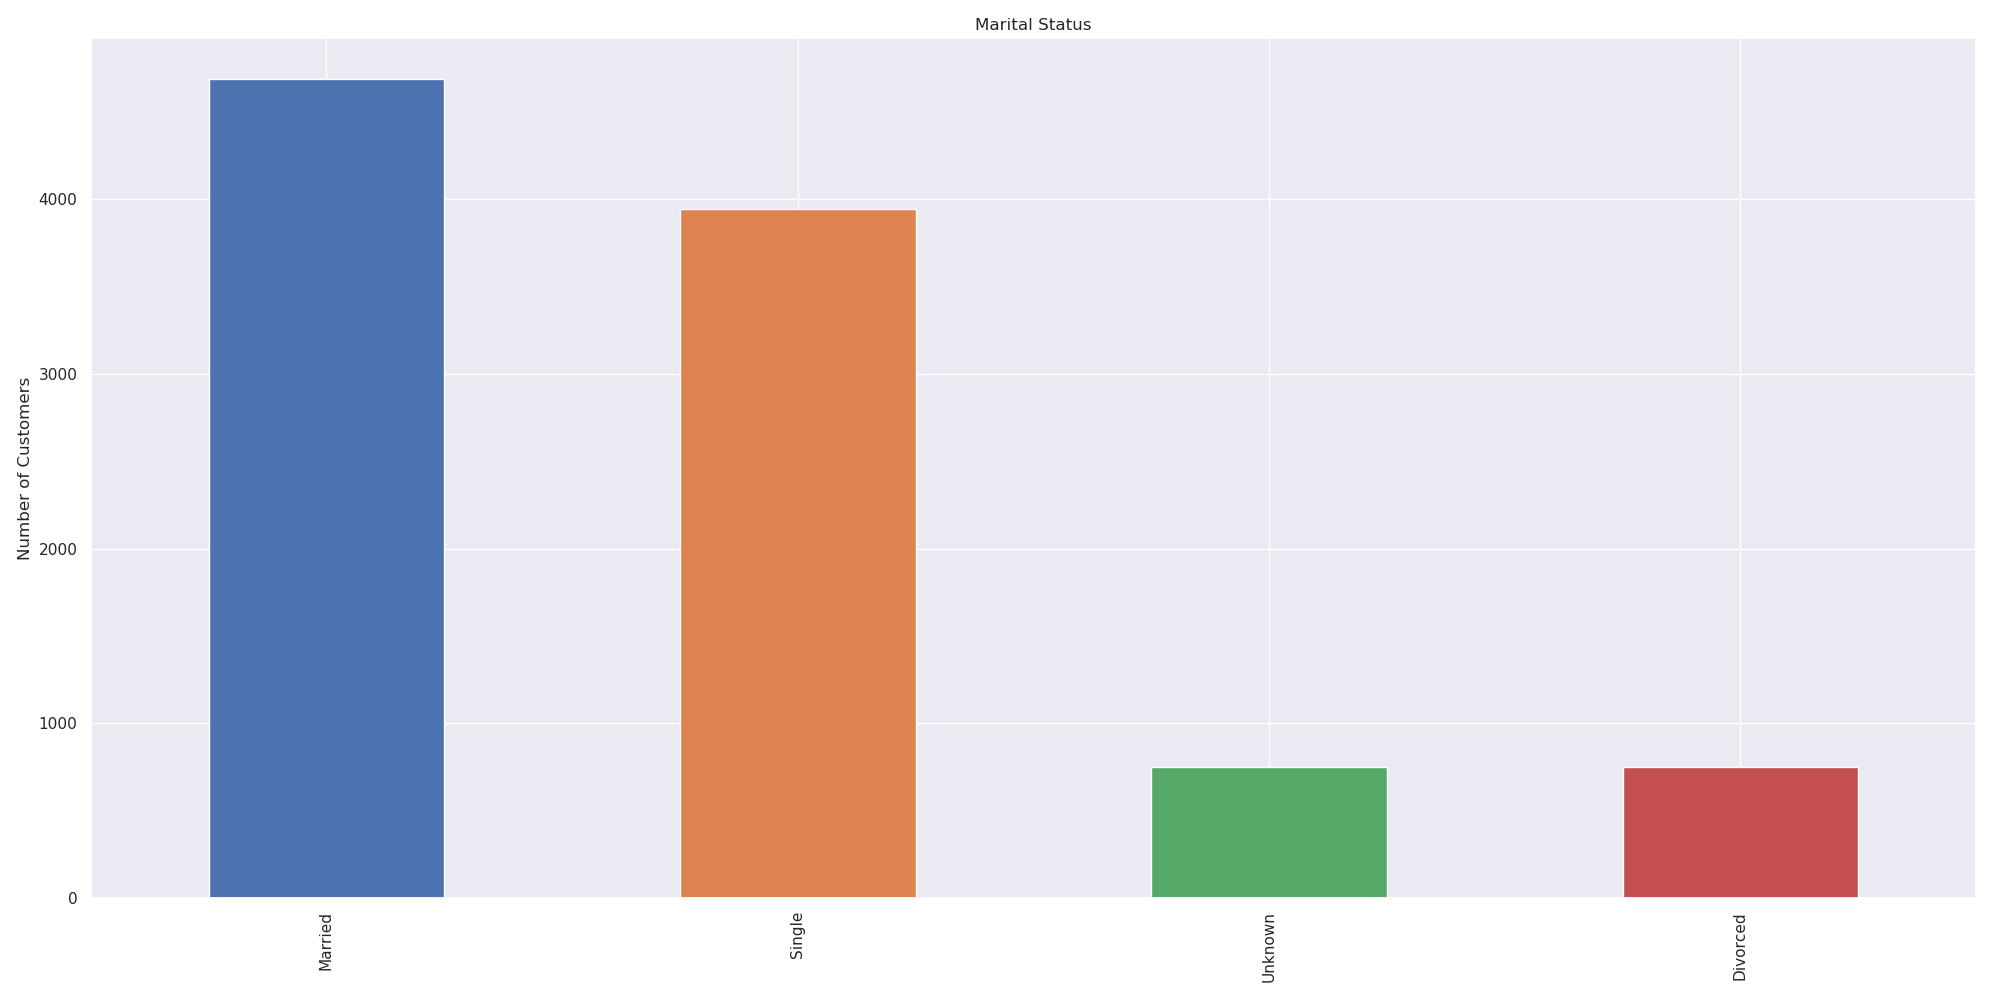 Marital Status
Number of Customers
4000
3000
2000
1000
0
Married
Single
Unknown
Divorced